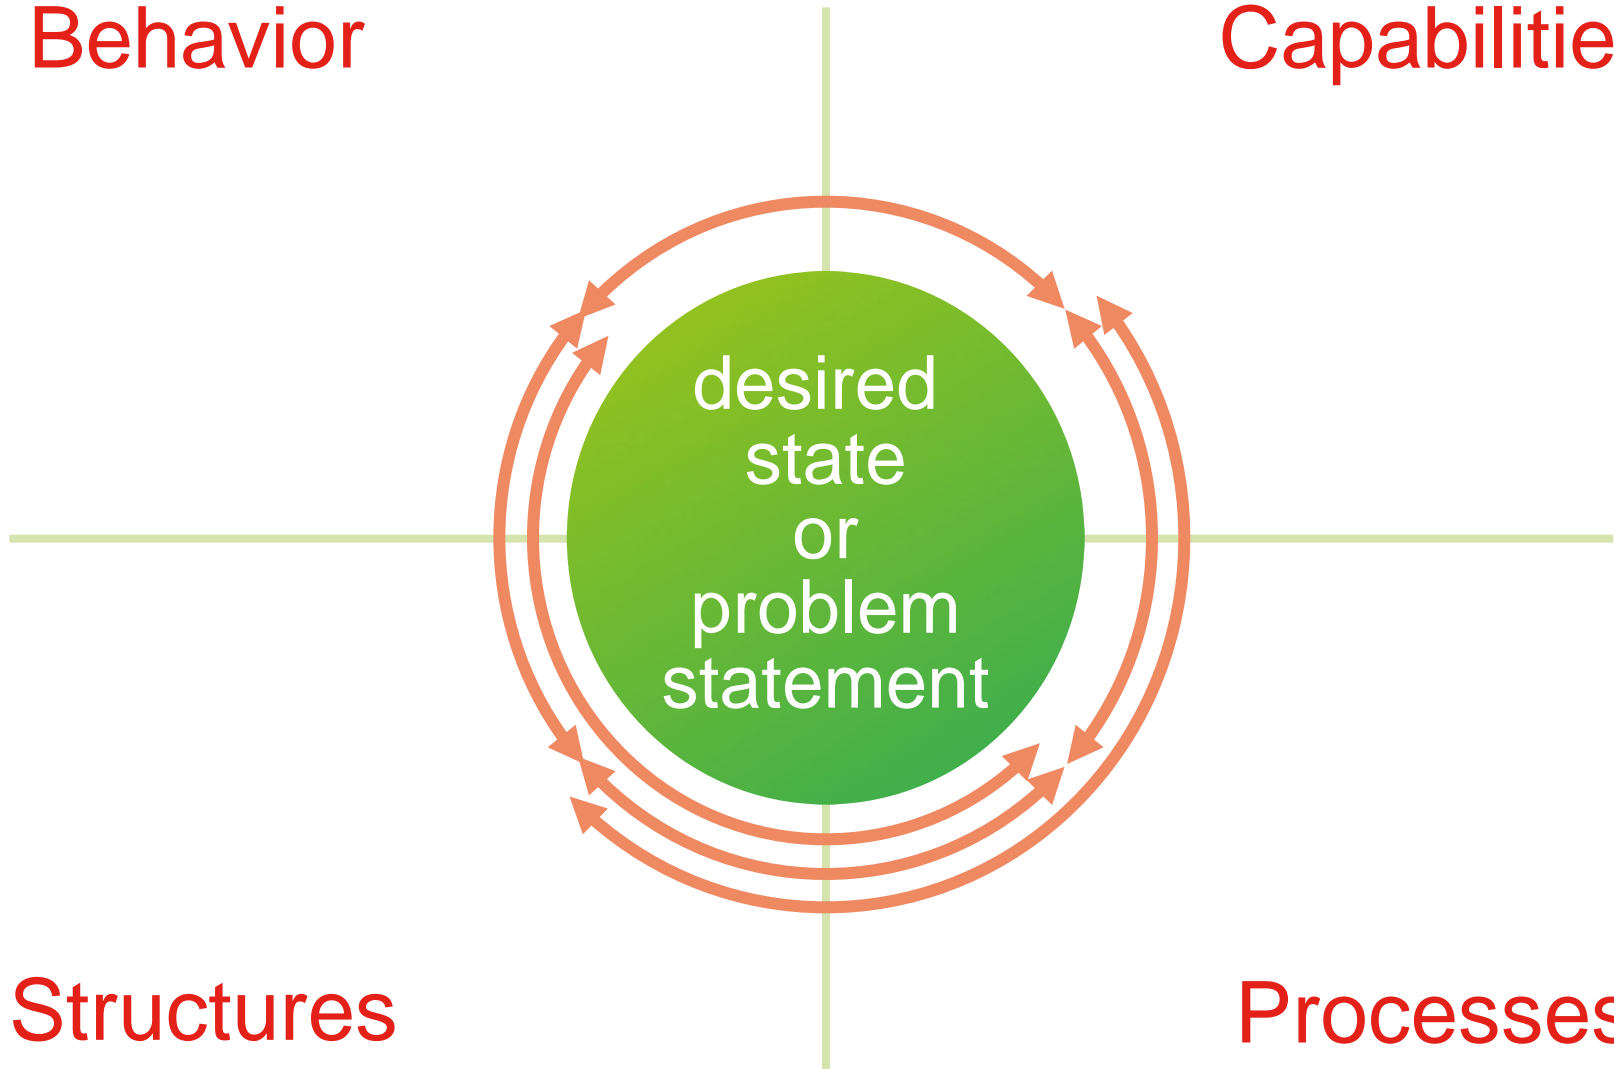 Behavior
Capabilitie
desired
state
or
problem
statement
Structures
Processes